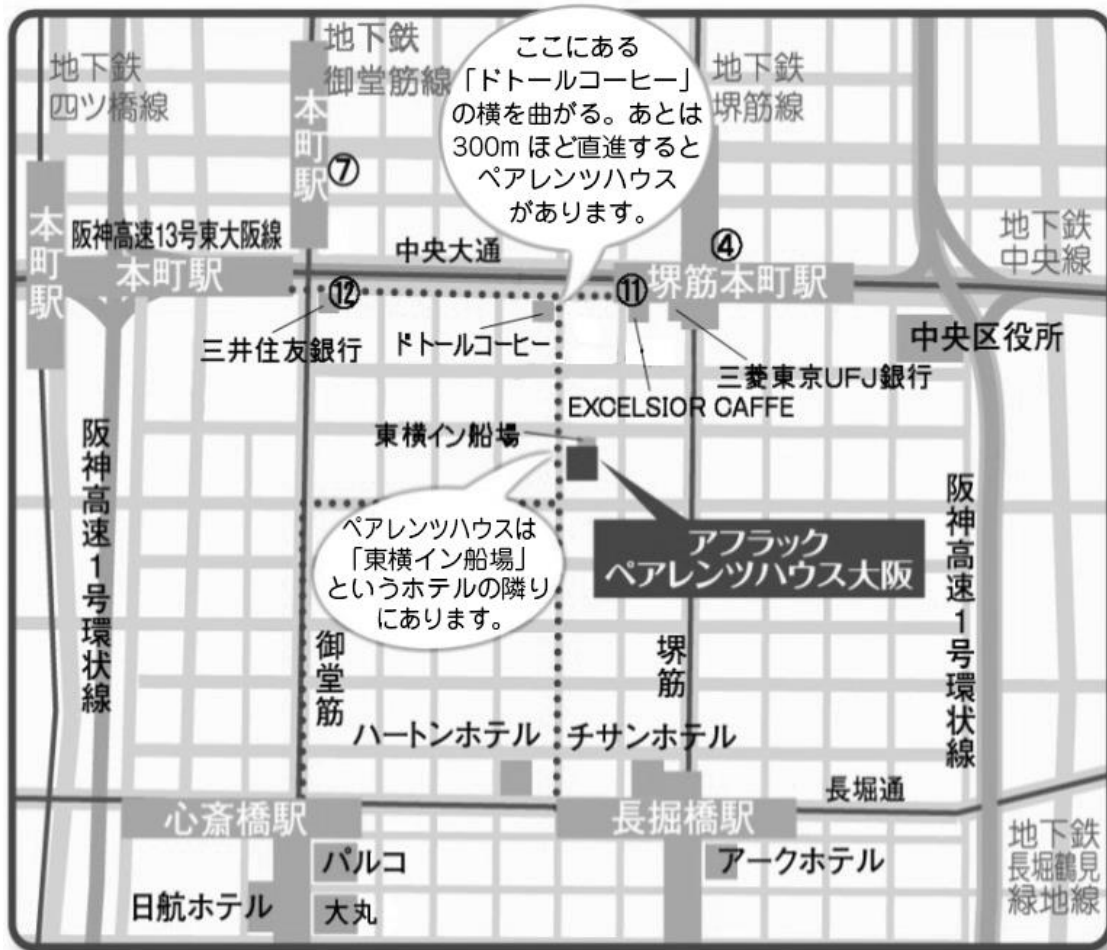 地下鉄
四ツ橋線
地下鉄
御堂筋線
ここにある
「ドトールコーヒー」
の横を曲がる。あとは
300m ほど直進すると
ペアレンツハウス
があります。
地下鉄
堺筋線
本町駅
⑦
本町駅
阪神高速13号東大阪線
本町駅
中央大通
④
堺筋本町駅
地下鉄
中央線
⑫
⑪
三井住友銀行
ドトールコーヒー
中央区役所
三菱東京UFJ銀行
EXCELSIOR CAFFE
東横イン船場
阪神高速1号環状線
ペアレンツハウスは
「東横イン船場」
というホテルの隣り
にあります。
アフラック
ペアレンツハウス大阪
阪神高速1号環状線
御堂筋
堺筋
ハートンホテル
チサンホテル
長堀通
心斎橋駅
長掘橋駅
パルコ
アークホテル
日航ホテル
大丸
地下鉄
長堀鶴見
緑地線